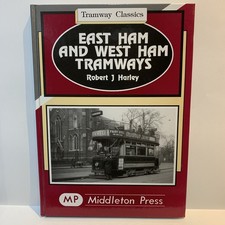 Tramway Classics
EAST HAM
AND WEST HAM
TRAMWAYS
Robert J Harley
MP Middleton Press